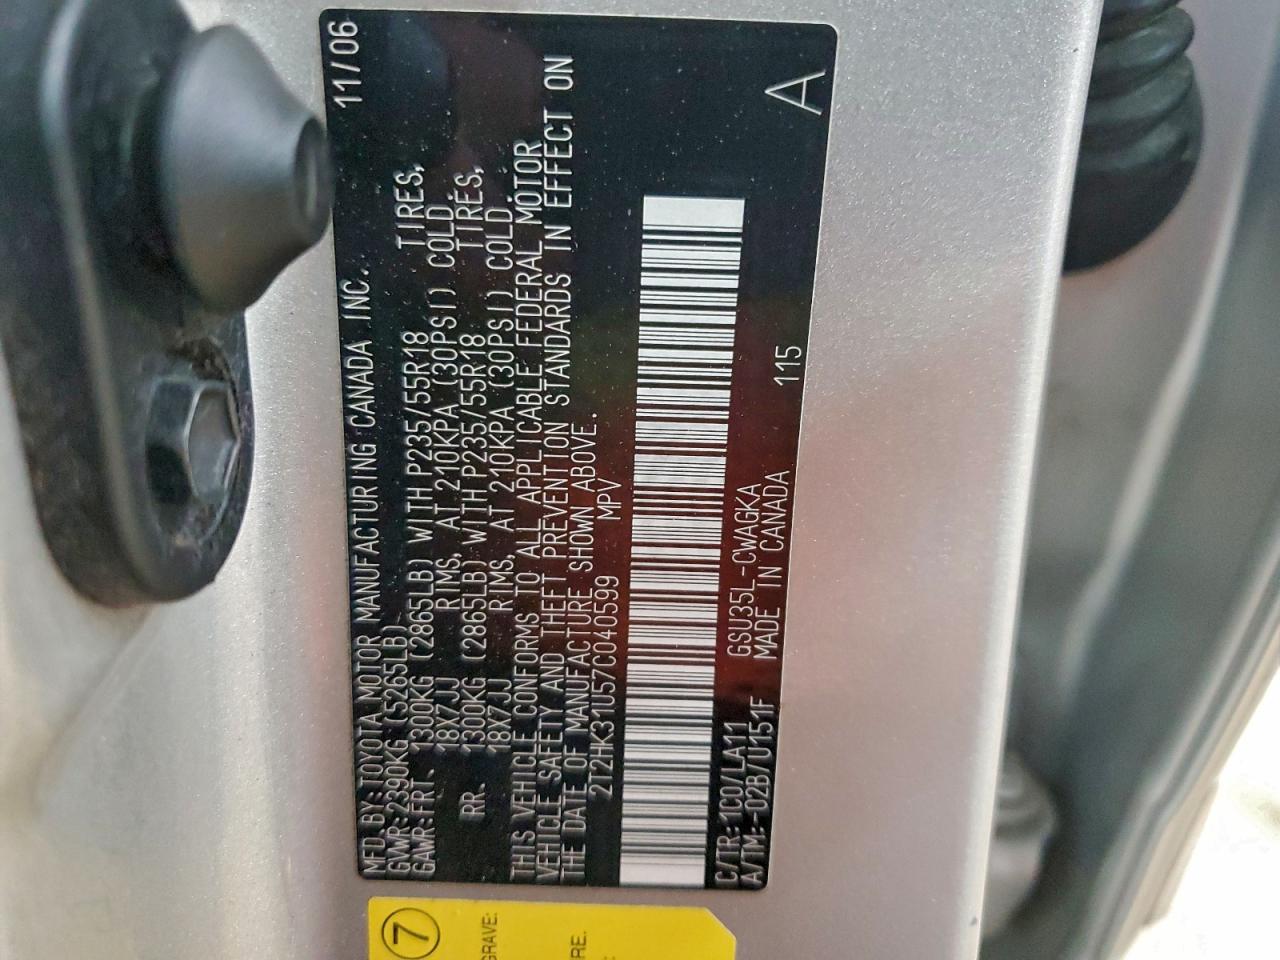 MFD BY: TOYOTA MOTOR MANUFACTURING CANADA INC. 11/06
GVWR: 2390KG (5265LB)
GAWR: FRT. 1300KG (2865LB) WITH P235/55R18 TIRES,
18X7JJ RIMS, AT 210KPA (30PSI) COLD.
RR. 1300KG (2865LB) WITH P235/55R18 TIRES,
18X7JJ RIMS, AT 210KPA (30PSI) COLD.
THIS VEHICLE CONFORMS TO ALL APPLICABLE FEDERAL MOTOR
VEHICLE SAFETY AND THEFT PREVENTION STANDARDS IN EFFECT ON
THE DATE OF MANUFACTURE SHOWN ABOVE.
2T2HK31U57C040599 MPV
C/TR: 1C0/LA11 GSU35L-CWAGKA
A/TM: -02B/U151F MADE IN CANADA 115
A
7
GRAVE: